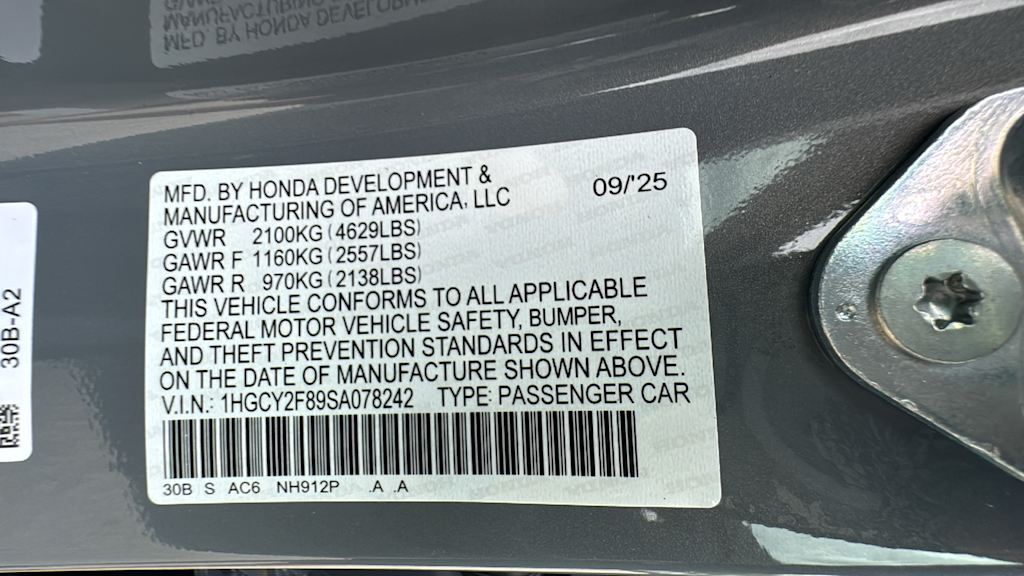 MFD. BY HONDA DEVELOPMENT &
MANUFACTURING OF AMERICA, LLC
09/'25
GVWR 2100KG (4629LBS)
GAWR F 1160KG (2557LBS)
GAWR R 970KG (2138LBS)
THIS VEHICLE CONFORMS TO ALL APPLICABLE
FEDERAL MOTOR VEHICLE SAFETY, BUMPER,
AND THEFT PREVENTION STANDARDS IN EFFECT
ON THE DATE OF MANUFACTURE SHOWN ABOVE.
V.I.N.: 1HGCY2F89SA078242 TYPE: PASSENGER CAR
30B S AC6 NH912P .A .A
30B-A2